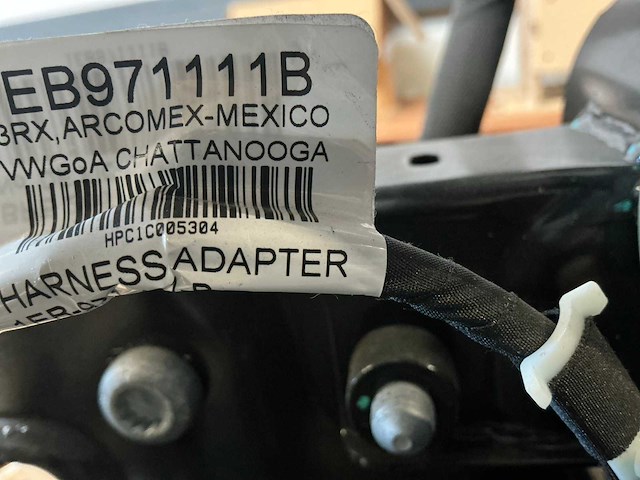 EB971111B
3RX,ARCOMEX-MEXICO
VWGoA CHATTANOOGA
HPC1C005304
HARNESS ADAPTER